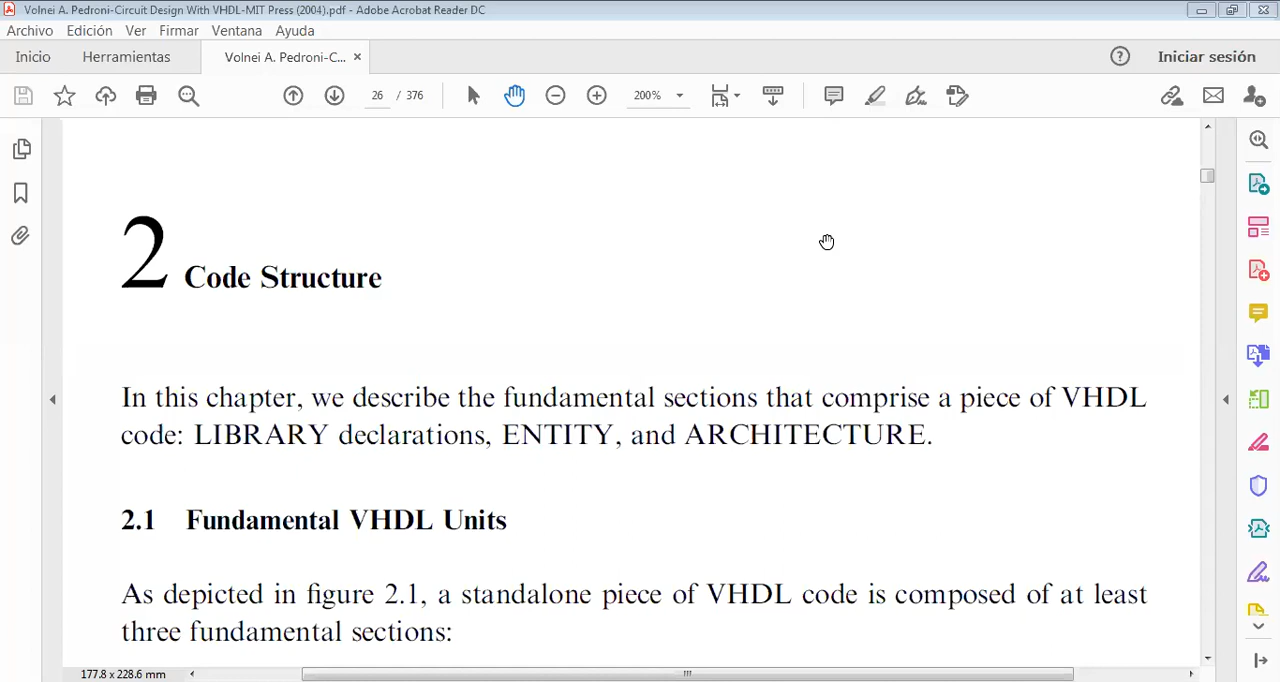 Volnei A. Pedroni-Circuit Design With VHDL-MIT Press (2004).pdf - Adobe Acrobat Reader DC
Archivo Edición Ver Firmar Ventana Ayuda
Inicio Herramientas Volnei A. Pedroni-C... × Iniciar sesión
26 / 376 200%
2 Code Structure
In this chapter, we describe the fundamental sections that comprise a piece of VHDL
code: LIBRARY declarations, ENTITY, and ARCHITECTURE.
2.1 Fundamental VHDL Units
As depicted in figure 2.1, a standalone piece of VHDL code is composed of at least
three fundamental sections:
177.8 x 228.6 mm